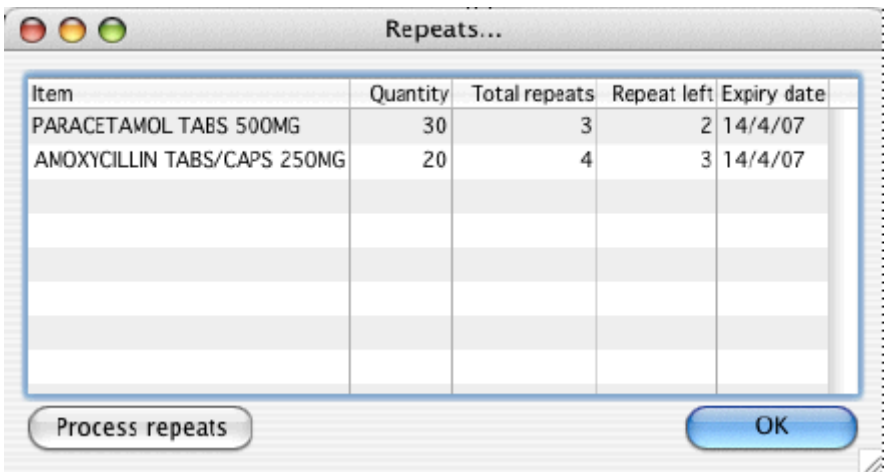 Repeats...
Item Quantity Total repeats Repeat left Expiry date
PARACETAMOL TABS 500MG 30 3 2 14/4/07
AMOXYCILLIN TABS/CAPS 250MG 20 4 3 14/4/07
Process repeats OK